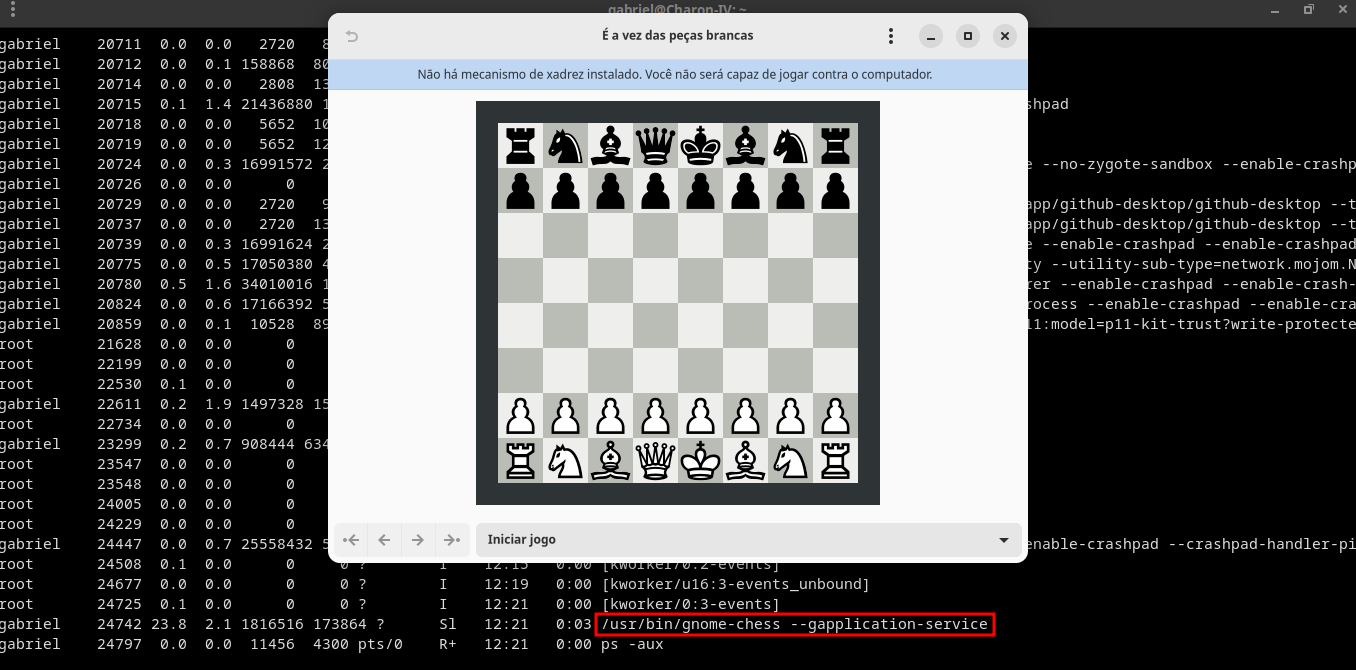 gabriel@Charon-IV: ~
É a vez das peças brancas
Não há mecanismo de xadrez instalado. Você não será capaz de jogar contra o computador.
gabriel 20711 0.0 0.0 2720 8
gabriel 20712 0.0 0.1 158868 80
gabriel 20714 0.0 0.0 2808 13
gabriel 20715 0.1 1.4 21436880 1 shpad
gabriel 20718 0.0 0.0 5652 10
gabriel 20719 0.0 0.0 5652 12
gabriel 20724 0.0 0.3 16991572 2 e --no-zygote-sandbox --enable-crashp
gabriel 20726 0.0 0.0 0
gabriel 20729 0.0 0.0 2720 9 app/github-desktop/github-desktop --t
gabriel 20737 0.0 0.0 2720 13 app/github-desktop/github-desktop --t
gabriel 20739 0.0 0.3 16991624 2 e --enable-crashpad --enable-crashpad
gabriel 20775 0.0 0.5 17050380 4 ty --utility-sub-type=network.mojom.N
gabriel 20780 0.5 1.6 34010016 1 rer --enable-crashpad --enable-crash-
gabriel 20824 0.0 0.6 17166392 5 rocess --enable-crashpad --enable-cra
gabriel 20859 0.0 0.1 10528 89 11:model=p11-kit-trust?write-protecte
root 21628 0.0 0.0 0
root 22199 0.0 0.0 0
root 22530 0.1 0.0 0
gabriel 22611 0.2 1.9 1497328 15
root 22734 0.0 0.0 0
gabriel 23299 0.2 0.7 908444 634
root 23547 0.0 0.0 0
root 23548 0.0 0.0 0
root 24005 0.0 0.0 0
root 24229 0.0 0.0 0
gabriel 24447 0.0 0.7 25558432 5 enable-crashpad --crashpad-handler-pi
Iniciar jogo
root 24508 0.1 0.0 0 0 ? I 12:15 0:00 [kworker/0:2-events]
root 24677 0.0 0.0 0 0 ? I 12:19 0:00 [kworker/u16:3-events_unbound]
root 24725 0.1 0.0 0 0 ? I 12:21 0:00 [kworker/0:3-events]
gabriel 24742 23.8 2.1 1816516 173864 ? Sl 12:21 0:03 /usr/bin/gnome-chess --gapplication-service
gabriel 24797 0.0 0.0 11456 4300 pts/0 R+ 12:21 0:00 ps -aux